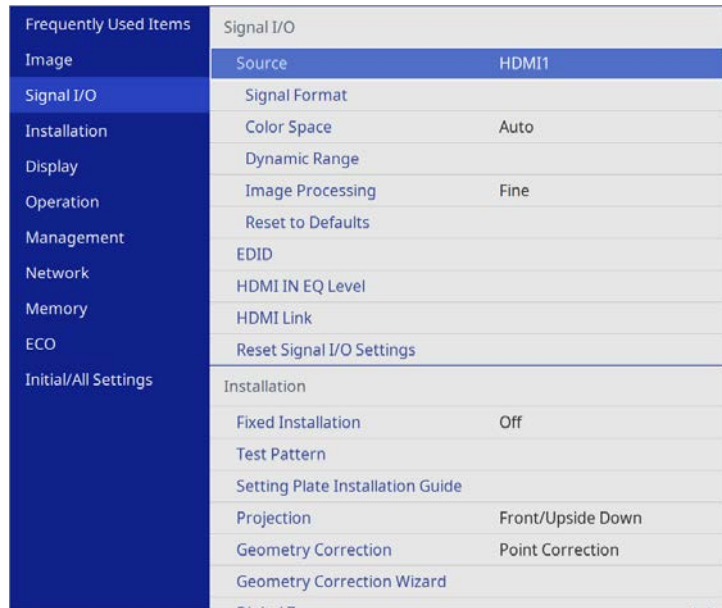 Frequently Used Items
Image
Signal I/O
Installation
Display
Operation
Management
Network
Memory
ECO
Initial/All Settings
Signal I/O
Source HDMI1
Signal Format
Color Space Auto
Dynamic Range
Image Processing Fine
Reset to Defaults
EDID
HDMI IN EQ Level
HDMI Link
Reset Signal I/O Settings
Installation
Fixed Installation Off
Test Pattern
Setting Plate Installation Guide
Projection Front/Upside Down
Geometry Correction Point Correction
Geometry Correction Wizard